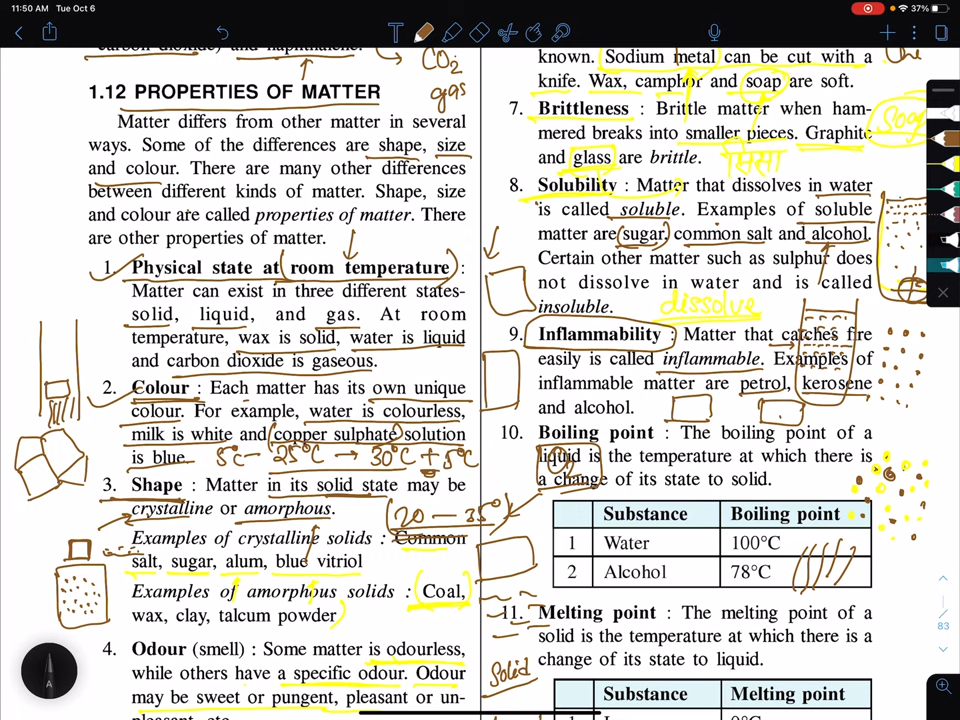 11:50 AM Tue Oct 6
37%
carbon dioxide) and naphthalene.
CO2
gas
1.12 PROPERTIES OF MATTER
Matter differs from other matter in several
ways. Some of the differences are shape, size
and colour. There are many other differences
between different kinds of matter. Shape, size
and colour are called properties of matter. There
are other properties of matter.
1. Physical state at room temperature :
Matter can exist in three different states-
solid, liquid, and gas. At room
temperature, wax is solid, water is liquid
and carbon dioxide is gaseous.
2. Colour : Each matter has its own unique
colour. For example, water is colourless,
milk is white and copper sulphate solution
is blue.
5°C - 25°C → 30°C + 5°C
3. Shape : Matter in its solid state may be
crystalline or amorphous.
(20 - 35°)
Examples of crystalline solids : Common
salt, sugar, alum, blue vitriol
Examples of amorphous solids : Coal,
wax, clay, talcum powder
4. Odour (smell) : Some matter is odourless,
while others have a specific odour. Odour
may be sweet or pungent, pleasant or un-
pleasant, etc.
known. Sodium metal can be cut with a
knife. Wax, camphor and soap are soft.
Soap
7. Brittleness : Brittle matter when ham-
mered breaks into smaller pieces. Graphite
and glass are brittle.
सिसा
8. Solubility : Matter that dissolves in water
is called soluble. Examples of soluble
matter are sugar, common salt and alcohol.
Certain other matter such as sulphur does
not dissolve in water and is called
insoluble.
dissolve
9. Inflammability : Matter that catches fire
easily is called inflammable. Examples of
inflammable matter are petrol, kerosene
and alcohol.
10. Boiling point : The boiling point of a
liquid is the temperature at which there is
a change of its state to solid.
Substance Boiling point
1 Water 100°C
2 Alcohol 78°C
11. Melting point : The melting point of a
solid is the temperature at which there is a
change of its state to liquid.
Solid
Substance Melting point
0°C
83
A